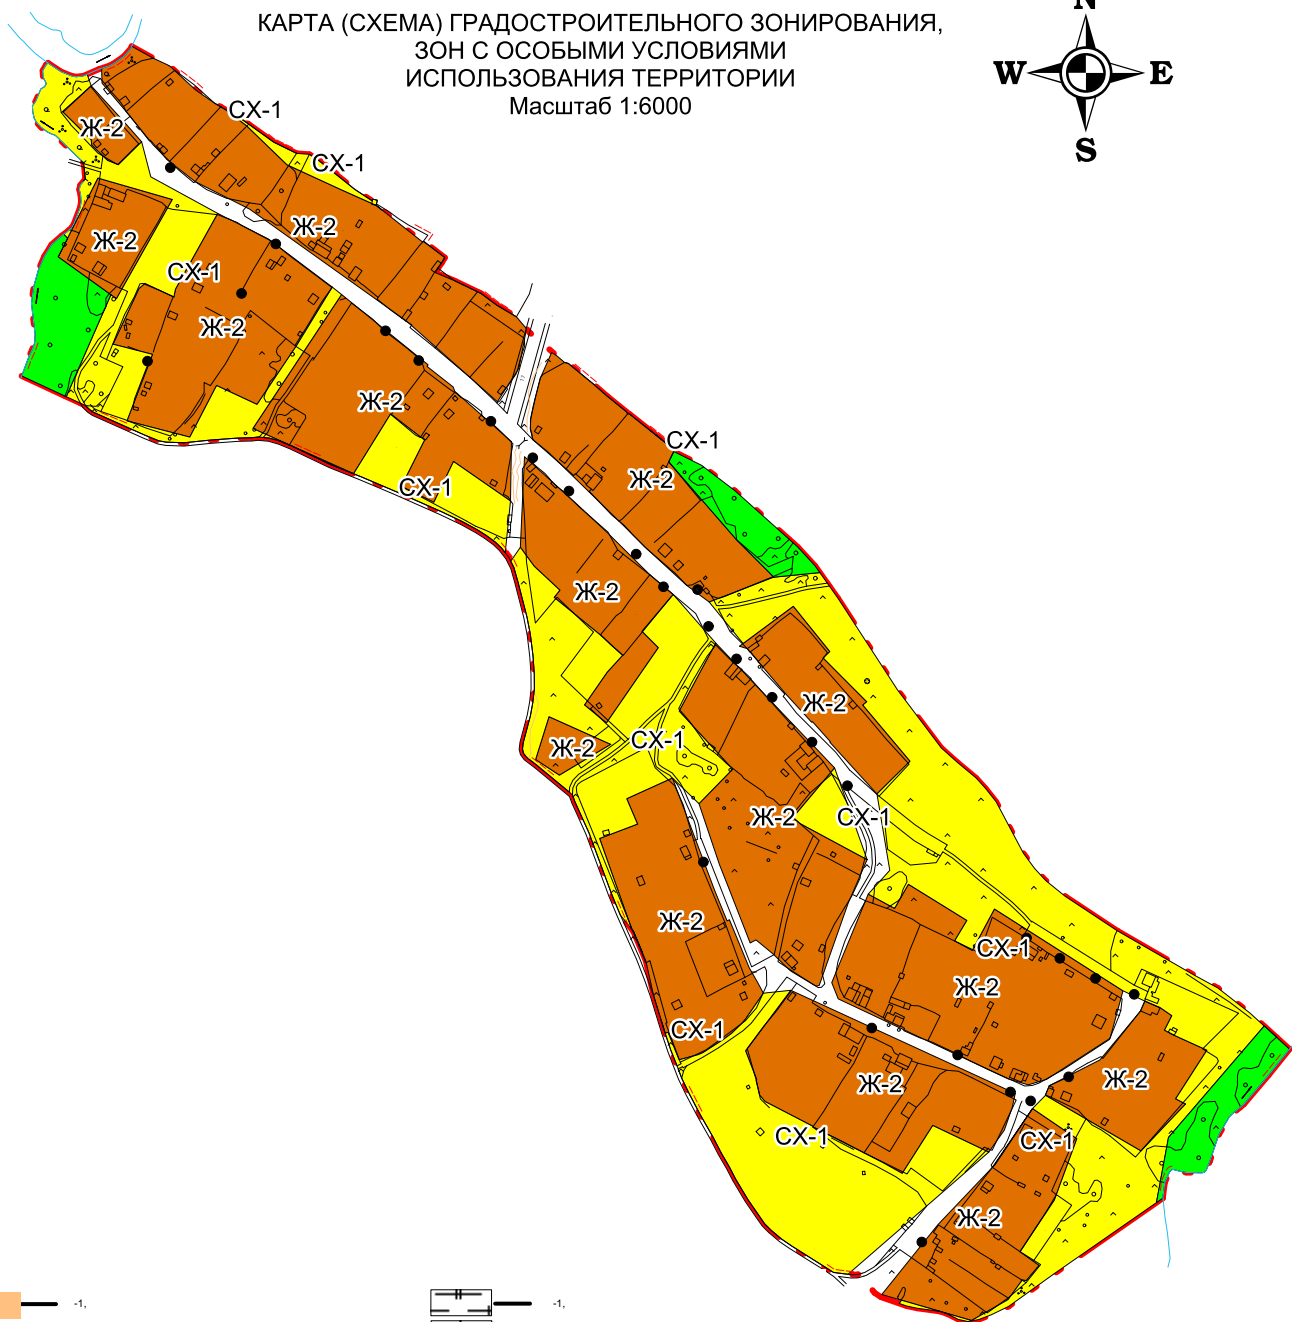 КАРТА (СХЕМА) ГРАДОСТРОИТЕЛЬНОГО ЗОНИРОВАНИЯ,
ЗОН С ОСОБЫМИ УСЛОВИЯМИ
ИСПОЛЬЗОВАНИЯ ТЕРРИТОРИИ
Масштаб 1:6000
N
W E
S
СХ-1
Ж-2
СХ-1
Ж-2
Ж-2
СХ-1
Ж-2
Ж-2
СХ-1
Ж-2
СХ-1
Ж-2
Ж-2
СХ-1
Ж-2
Ж-2
СХ-1
Ж-2
СХ-1
Ж-2
СХ-1
Ж-2
Ж-2
Ж-2
СХ-1
СХ-1
Ж-2
-1,
-1,